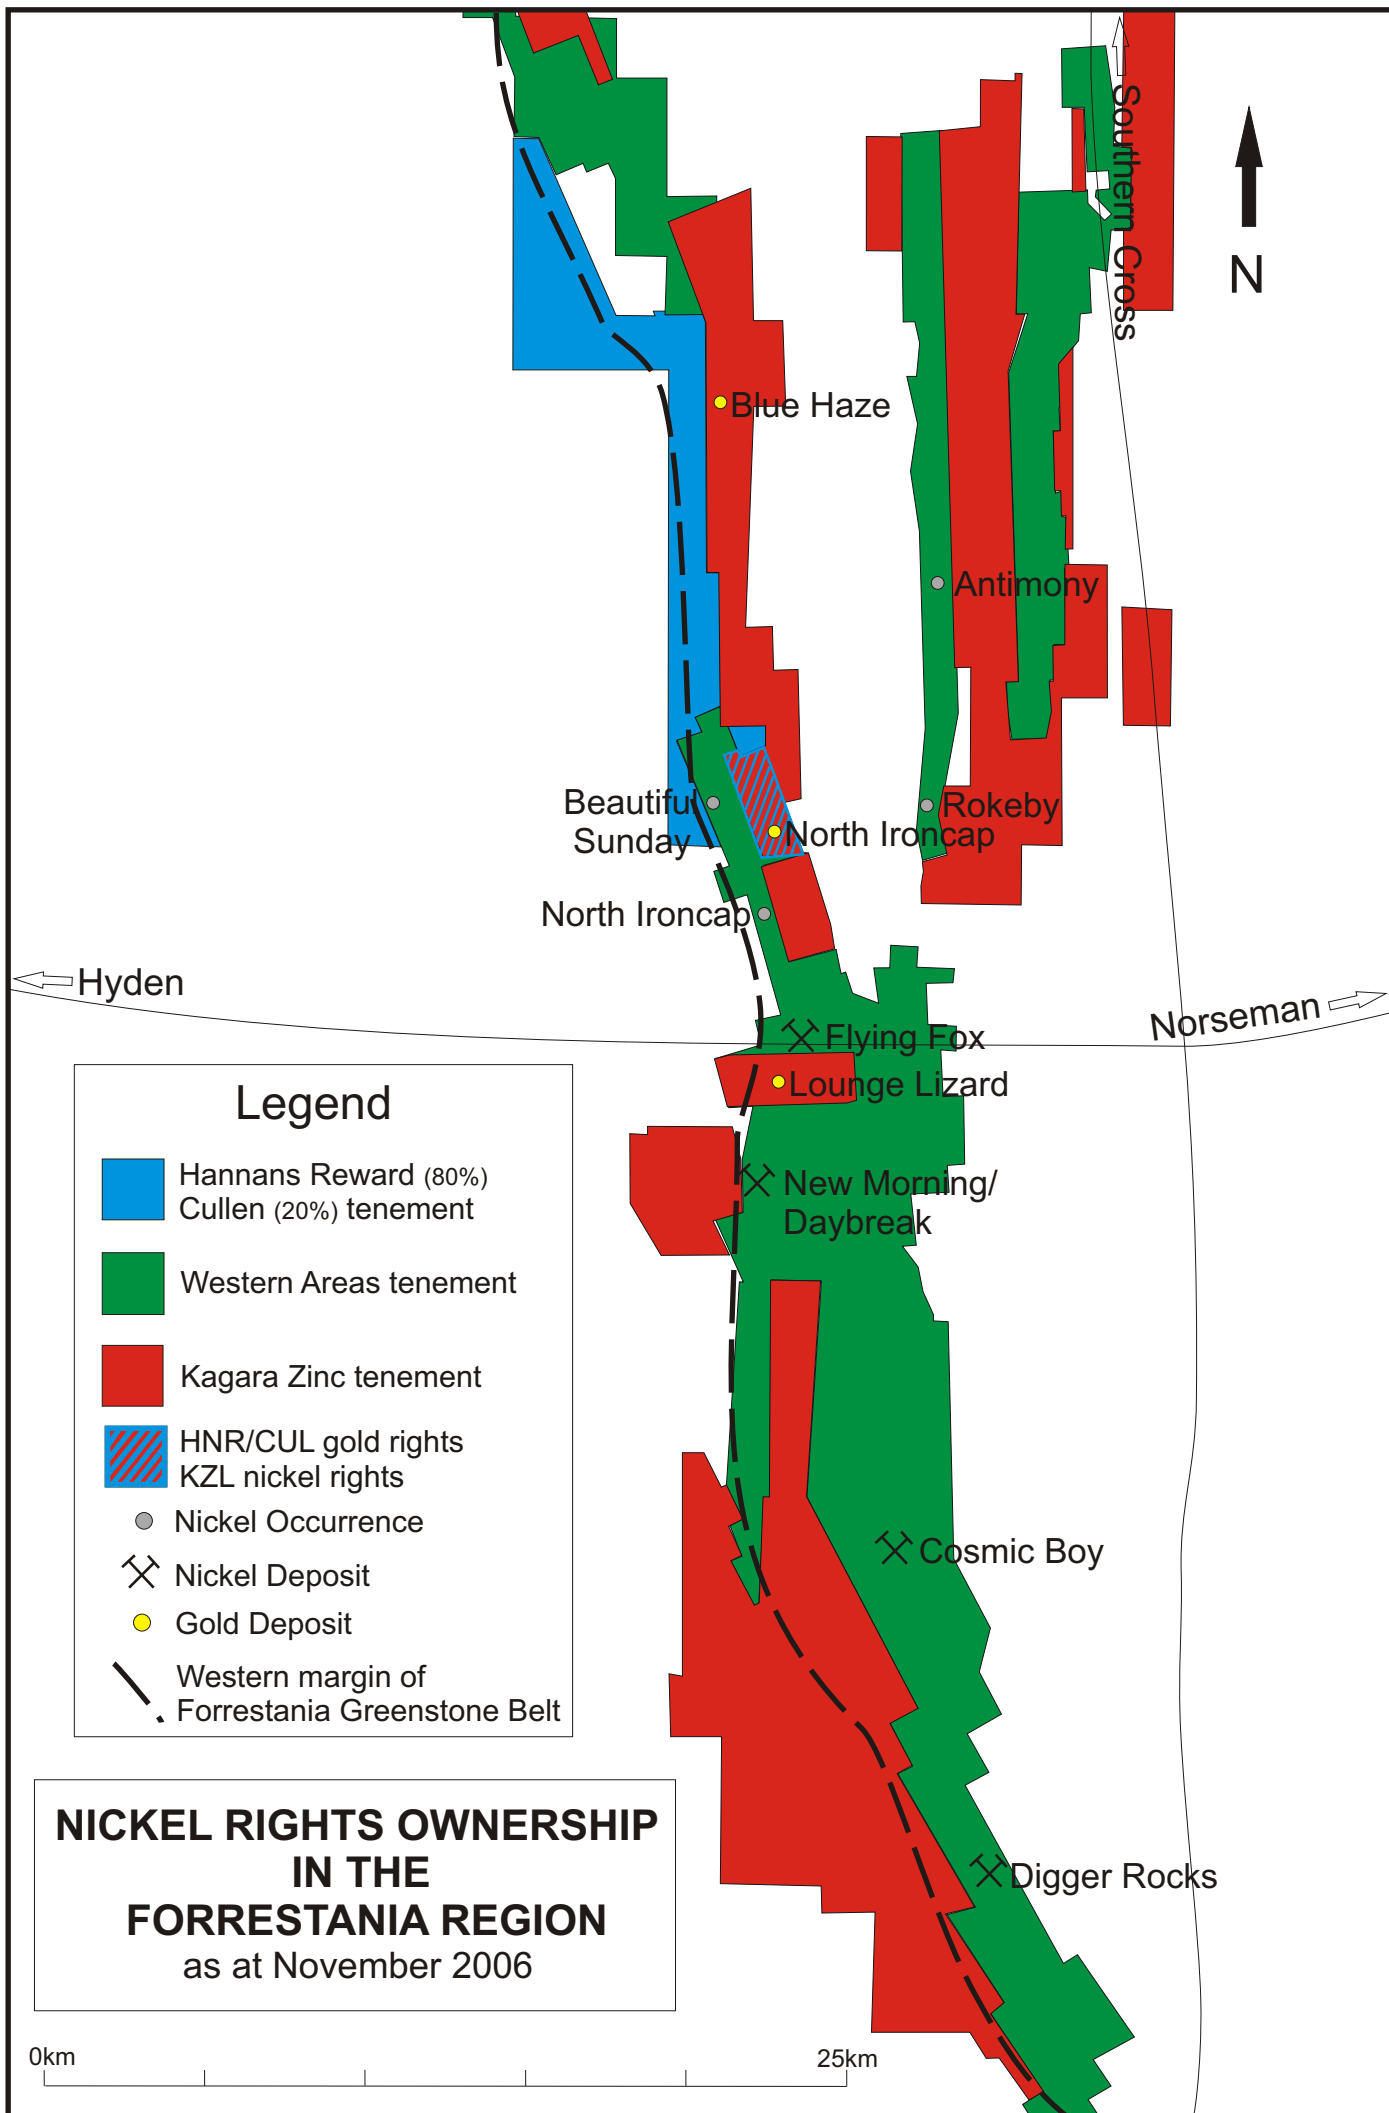 Southern Cross
N
Blue Haze
Antimony
Beautiful
Sunday
Rokeby
North Ironcap
North Ironcap
Hyden
Norseman
Flying Fox
Lounge Lizard
New Morning/
Daybreak
Cosmic Boy
Digger Rocks
Legend
Hannans Reward (80%)
Cullen (20%) tenement
Western Areas tenement
Kagara Zinc tenement
HNR/CUL gold rights
KZL nickel rights
Nickel Occurrence
Nickel Deposit
Gold Deposit
Western margin of
Forrestania Greenstone Belt
NICKEL RIGHTS OWNERSHIP
IN THE
FORRESTANIA REGION
as at November 2006
0km
25km